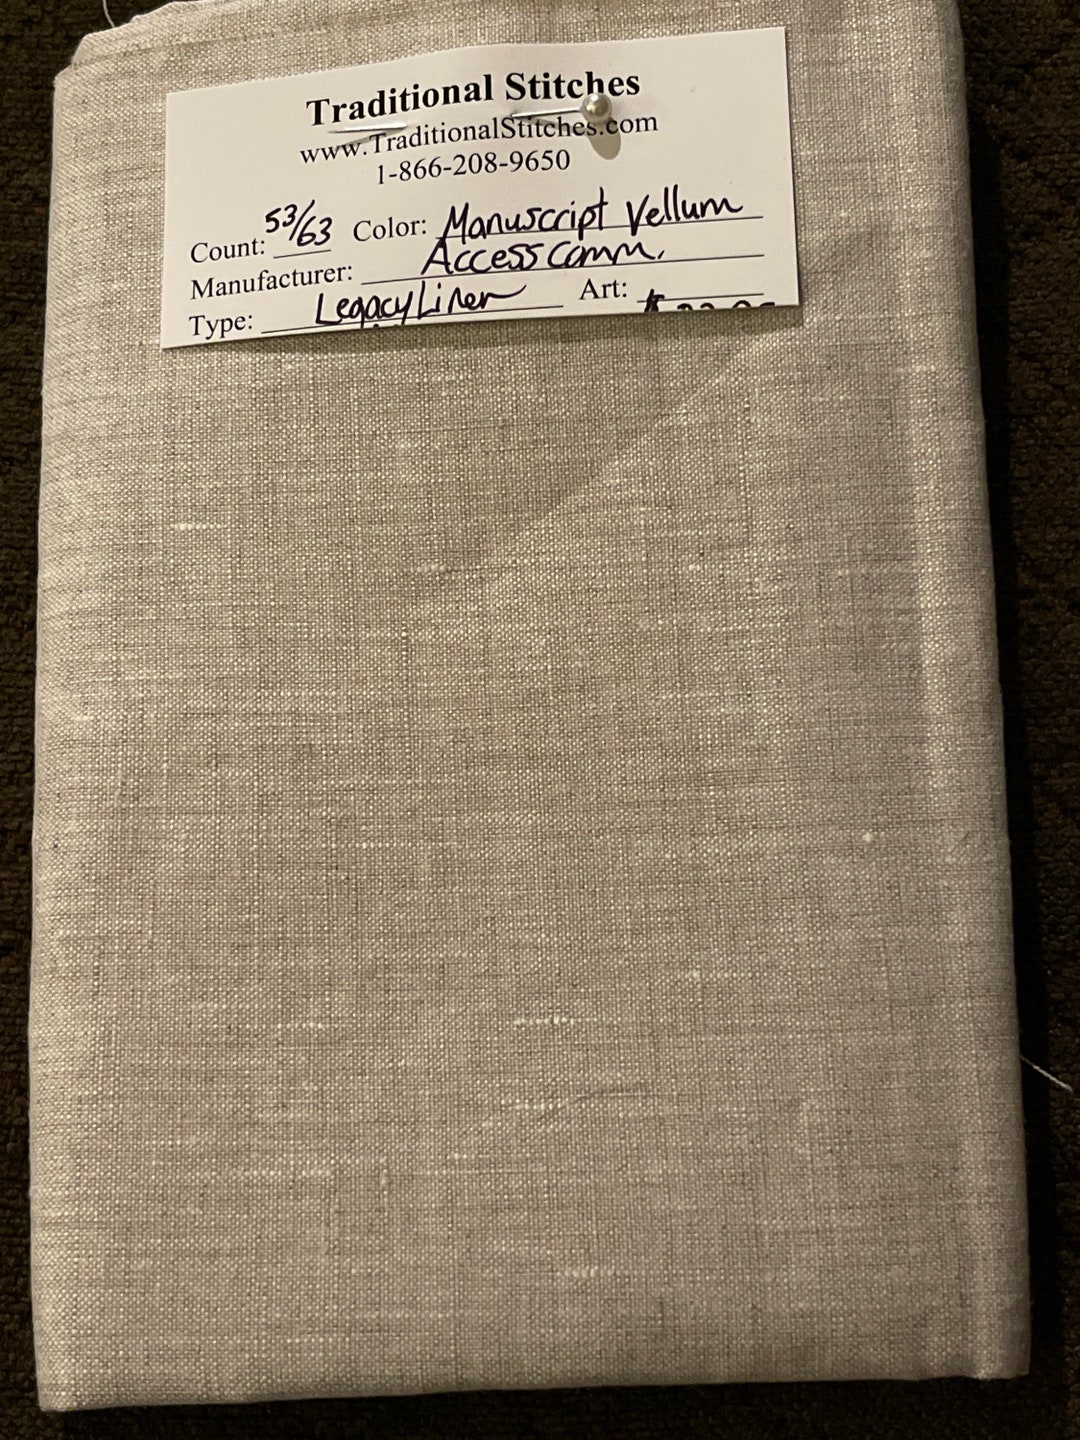 Traditional Stitches
www.TraditionalStitches.com
1-866-208-9650
Count: 53/63 Color: Manuscript Vellum
Manufacturer: Access Comm.
Type: Legacy Linen Art: